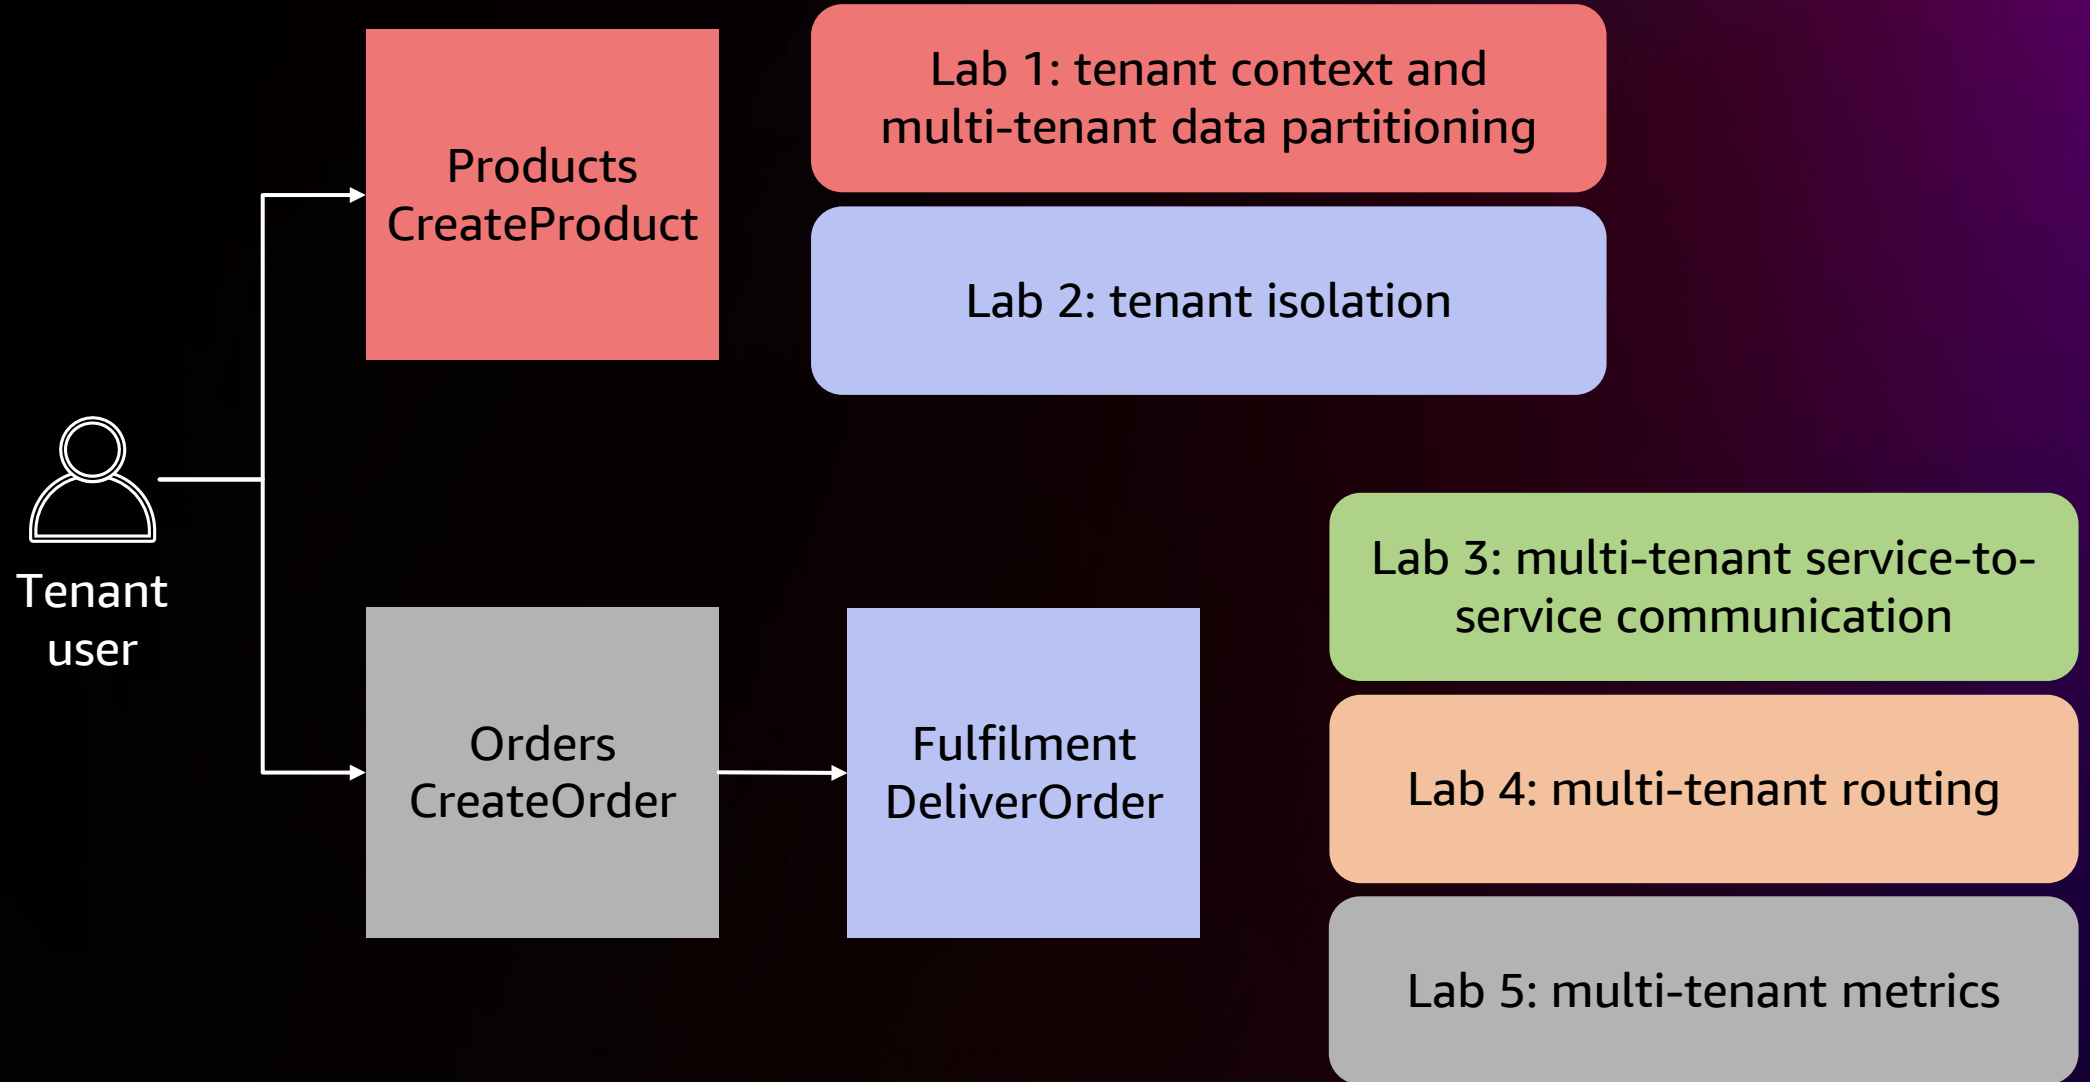 Products
CreateProduct
Lab 1: tenant context and
multi-tenant data partitioning
Lab 2: tenant isolation
Tenant
user
Orders
CreateOrder
Fulfilment
DeliverOrder
Lab 3: multi-tenant service-to-
service communication
Lab 4: multi-tenant routing
Lab 5: multi-tenant metrics